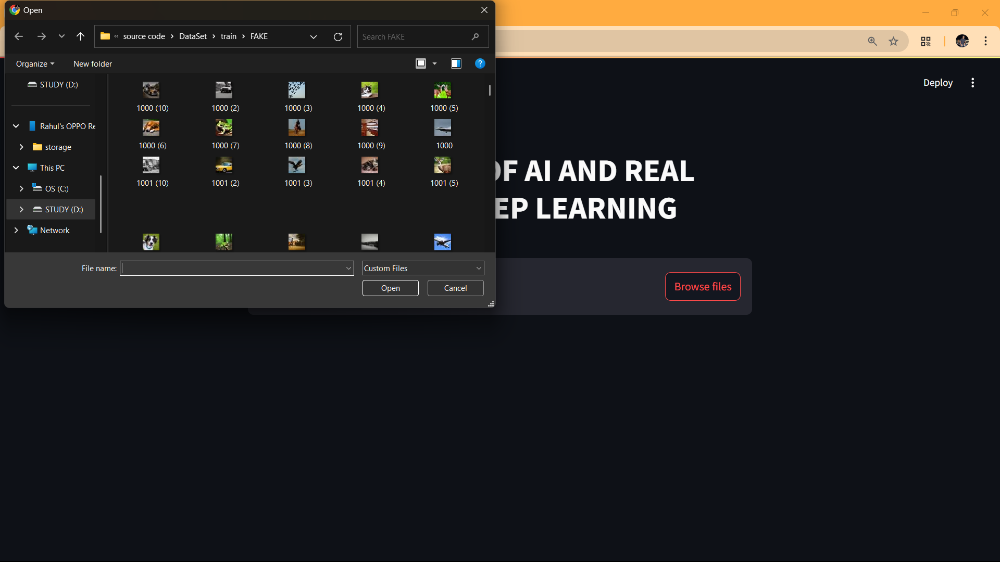 Open
« source code › DataSet › train › FAKE
Search FAKE
Organize
New folder
STUDY (D:)
Rahul's OPPO Re
storage
This PC
OS (C:)
STUDY (D:)
Network
1000 (10) 1000 (2) 1000 (3) 1000 (4) 1000 (5)
1000 (6) 1000 (7) 1000 (8) 1000 (9) 1000
1001 (10) 1001 (2) 1001 (3) 1001 (4) 1001 (5)
File name:
Custom Files
Open
Cancel
Deploy
OF AI AND REAL
EP LEARNING
Browse files